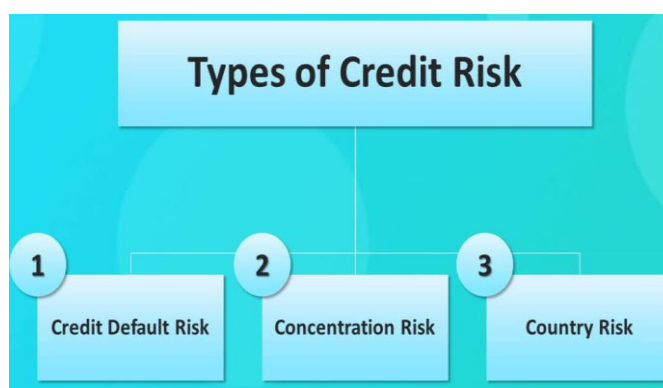 Types of Credit Risk
1
Credit Default Risk
2
Concentration Risk
3
Country Risk